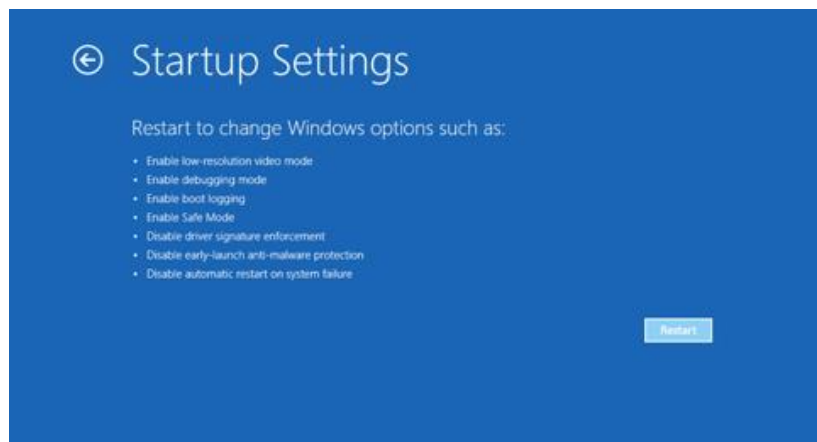 Startup Settings
Restart to change Windows options such as:
• Enable low-resolution video mode
• Enable debugging mode
• Enable boot logging
• Enable Safe Mode
• Disable driver signature enforcement
• Disable early-launch anti-malware protection
• Disable automatic restart on system failure
Restart